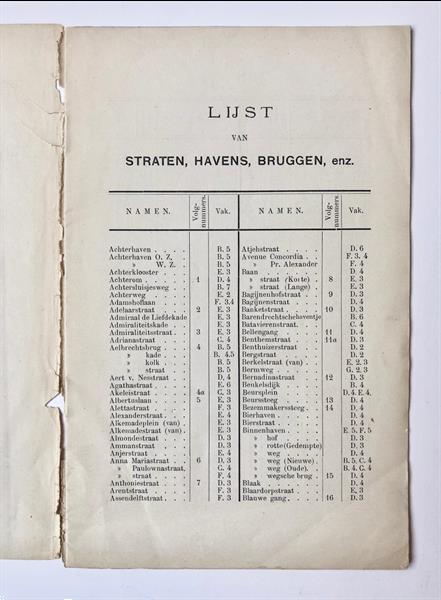 LIJST
VAN
STRATEN, HAVENS, BRUGGEN, enz.
NAMEN. Volg-nummers. Vak.
Achterhaven . . . . B. 5
Achterhaven O. Z. B. 5
» W. Z. . B. 5
Achterklooster . . . . E. 3
Achterom . . . . 1 D. 4
Achtersluisjesweg . . . B. 7
Achterweg . . . . E. 2
Adamshoflaan . . . F. 3.4
Adelaarstraat . . . . 2 D. 3
Admiraal de Liefdekade E. 3
Admiraliteitskade . . E. 3
Admiraliteitstraat . . 3 E. 3
Adrianastraat . . . C. 4
Aelbrechtsbrug . . . 4 B. 5
» kade . . B. 4.5
» kolk . . B. 5
» straat . . B. 5
Aert v. Nesstraat . . D. 4
Agathastraat . . . . E. 6
Akeleistraat . . . . 4a C. 3
Albertuslaan . . . . 5 E. 3
Alettastraat . . . . F. 3
Alexanderstraat . . . E. 4
Alkemadeplein (van) . E. 3
Alkemadestraat (van) . E. 3
Almondestraat . . . D. 3
Ammanstraat . . . D. 3
Anjerstraat . . . . E. 4
Anna Mariastraat . . 6 D. 3
» Paulownastraat. C. 4
» straat . . . F. 4
Anthoniestraat . . . 7 D. 3
Arentstraat . . . . F. 3
Assendelftstraat . . . C. 4
NAMEN. Volg-nummers. Vak.
Atjehstraat . . . . D. 6
Avenue Concordia . . F. 3. 4
» Pr. Alexander F. 4
Baan . . . . D. 4
» straat (Korte) . 8 E. 3
» straat (Lange) . E. 3
Bagijnenhofstraat . . 9 D. 3
Bagijnenstraat . . . D. 4
Banketstraat . . . . 10 D. 3
Barendrechtscheventje B. 6
Batavierenstraat. . . C. 4
Bellengang . . . . 11 D. 4
Benthemstraat . . . 11a D. 3
Benthuizerstraat . . D. 2
Bergstraat . . . . D. 2
Berkelstraat (van) . . E. 2. 3
Bermweg . . . . G. 2. 3
Bernadinastraat . . 12 D. 3
Beukelsdijk . . . . B. 4
Beursplein . . . . D. 4. E. 4.
Beurssteeg . . . . 13 D. 4
Bezemmakerssteeg . . 14 D. 4
Bierhaven . . . . D. 4
Bierstraat . . . . D. 4
Binnenhaven . . . E. 5. F. 5
» hof . . D. 3
» rotte(Gedempte) D. 3
» weg . . . D. 4
» weg (Nieuwe) . B. 5. C. 4
» weg (Oude). . B. 4. C. 4
» wegsche brug . 15 D. 4
Blaak . . . . D. 4
Blaardorpstraat . . . E. 3
Blauwe gang . . . . 16 D. 3